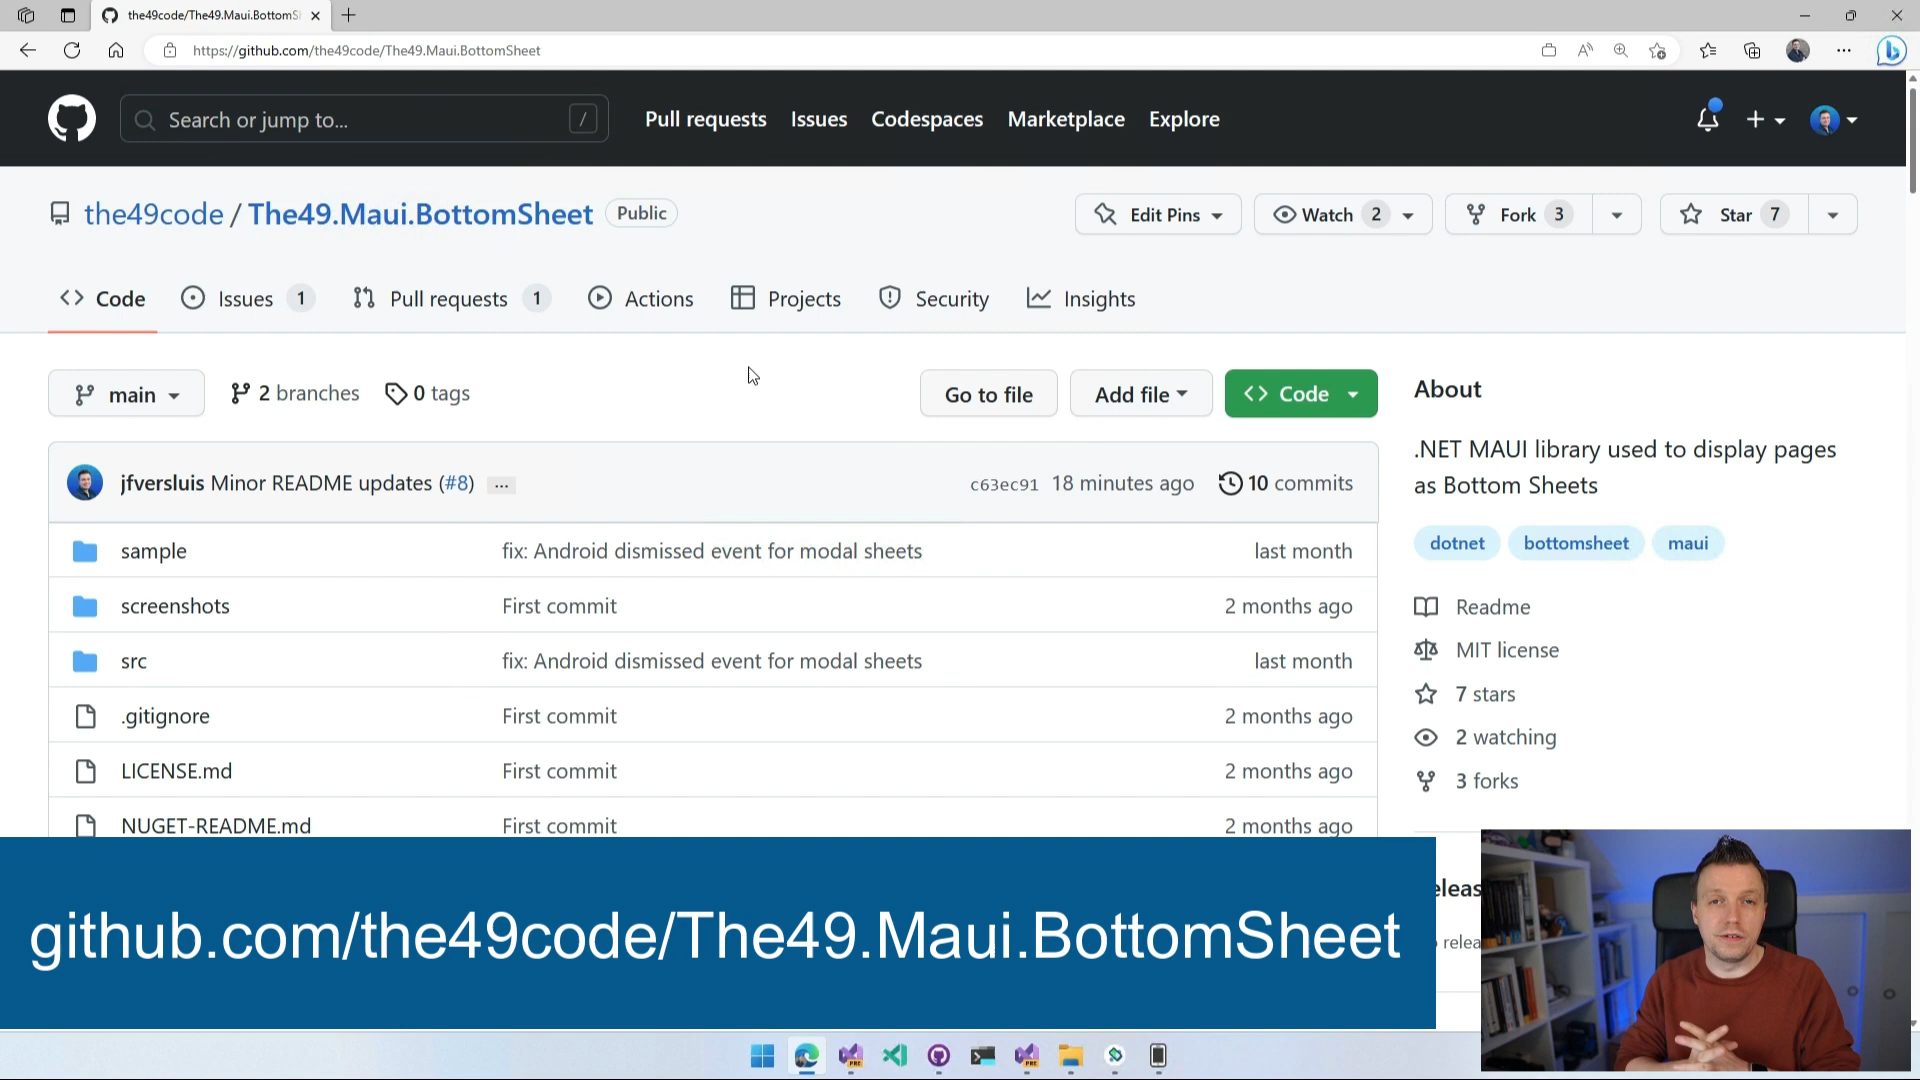 the49code/The49.Maui.BottomS
https://github.com/the49code/The49.Maui.BottomSheet
Search or jump to...
/
Pull requests
Issues
Codespaces
Marketplace
Explore
the49code / The49.Maui.BottomSheet
Public
Edit Pins
Watch 2
Fork 3
Star 7
Code
Issues 1
Pull requests 1
Actions
Projects
Security
Insights
main
2 branches
0 tags
Go to file
Add file
Code
jfversluis Minor README updates (#8) ...
c63ec91 18 minutes ago
10 commits
sample
fix: Android dismissed event for modal sheets
last month
screenshots
First commit
2 months ago
src
fix: Android dismissed event for modal sheets
last month
.gitignore
First commit
2 months ago
LICENSE.md
First commit
2 months ago
NUGET-README.md
First commit
2 months ago
About
.NET MAUI library used to display pages
as Bottom Sheets
dotnet
bottomsheet
maui
Readme
MIT license
7 stars
2 watching
3 forks
github.com/the49code/The49.Maui.BottomSheet